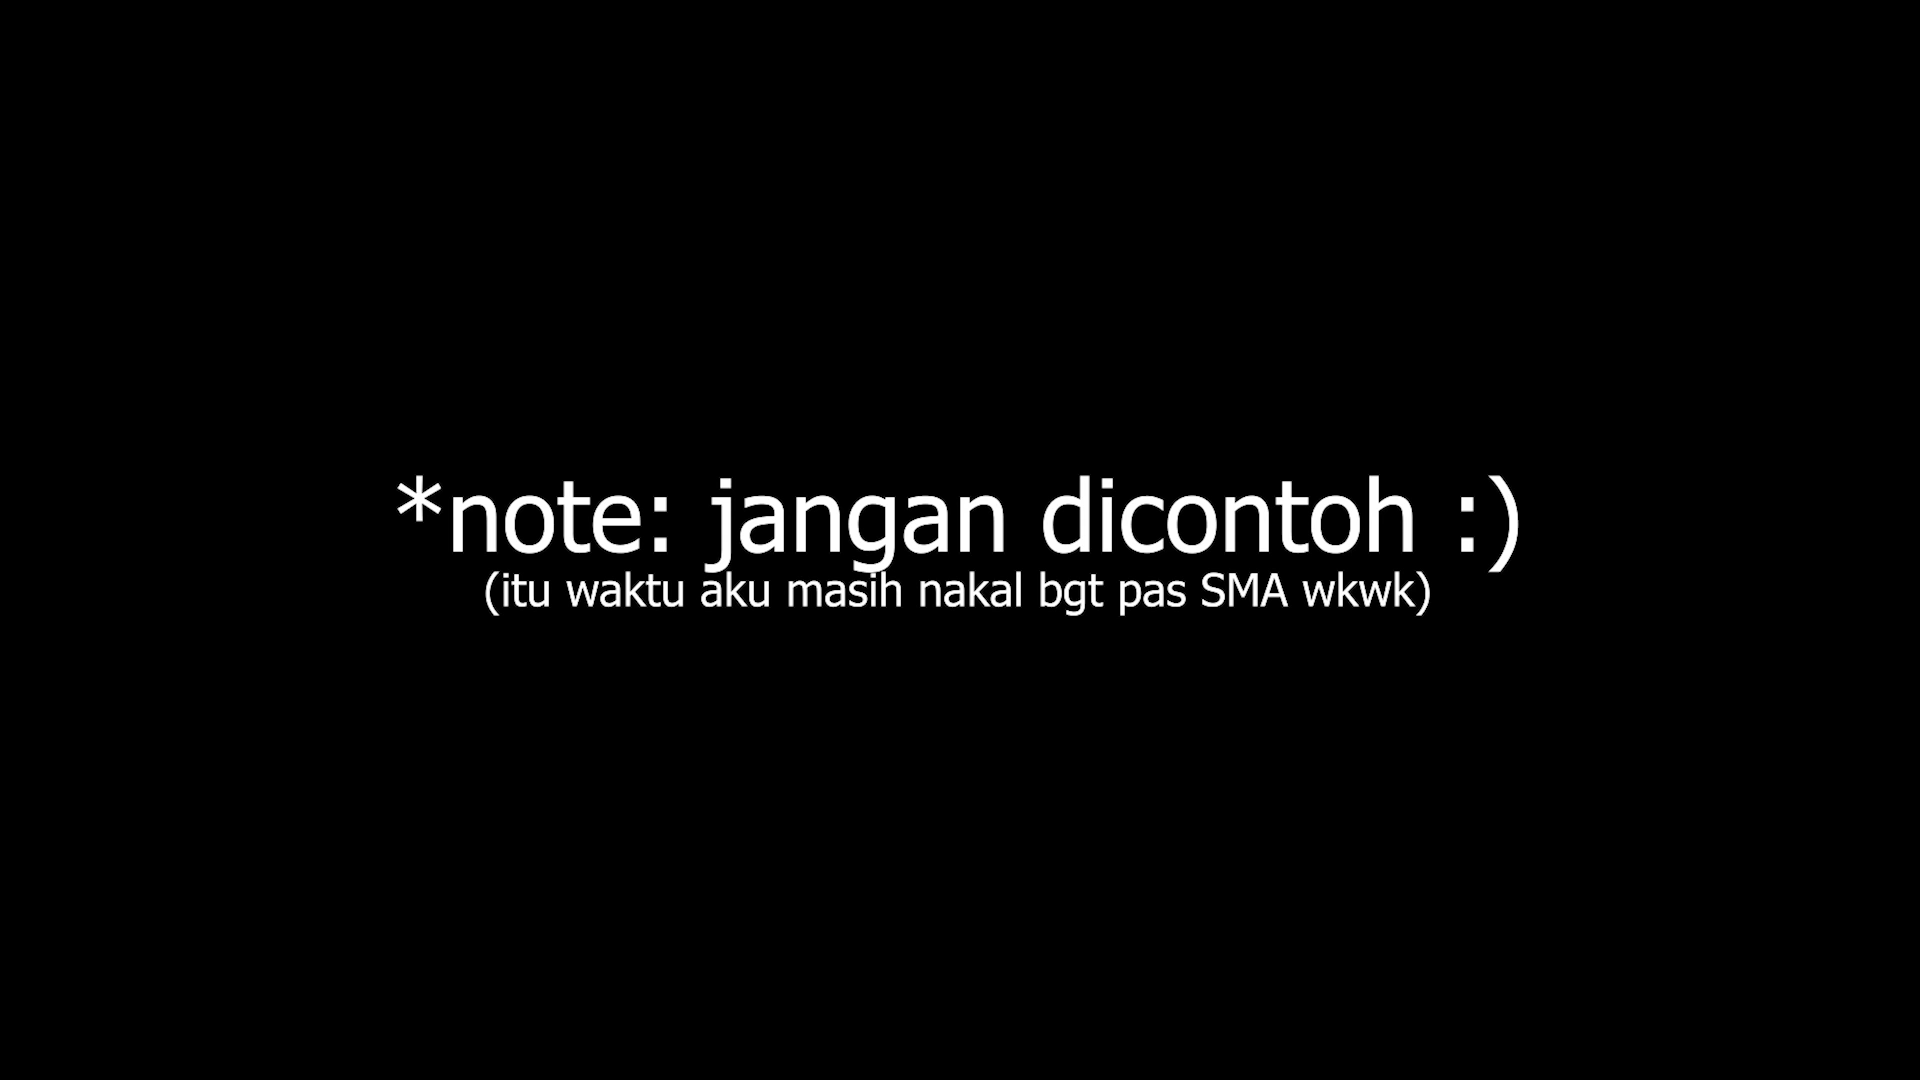 *note: jangan dicontoh :)
(itu waktu aku masih nakal bgt pas SMA wkwk)